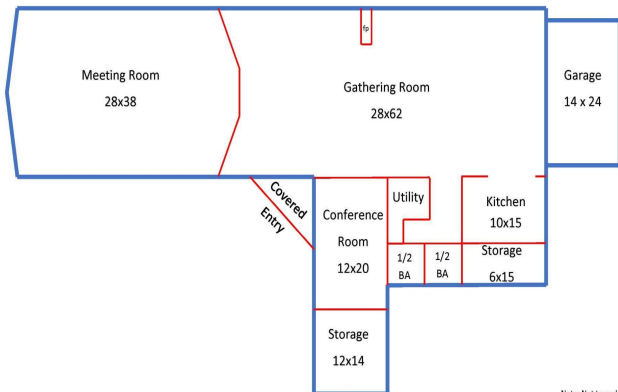 fp
Meeting Room
28x38
Gathering Room
28x62
Garage
14 x 24
Covered
Entry
Conference
Room
12x20
Utility
Kitchen
10x15
1/2
BA
1/2
BA
Storage
6x15
Storage
12x14